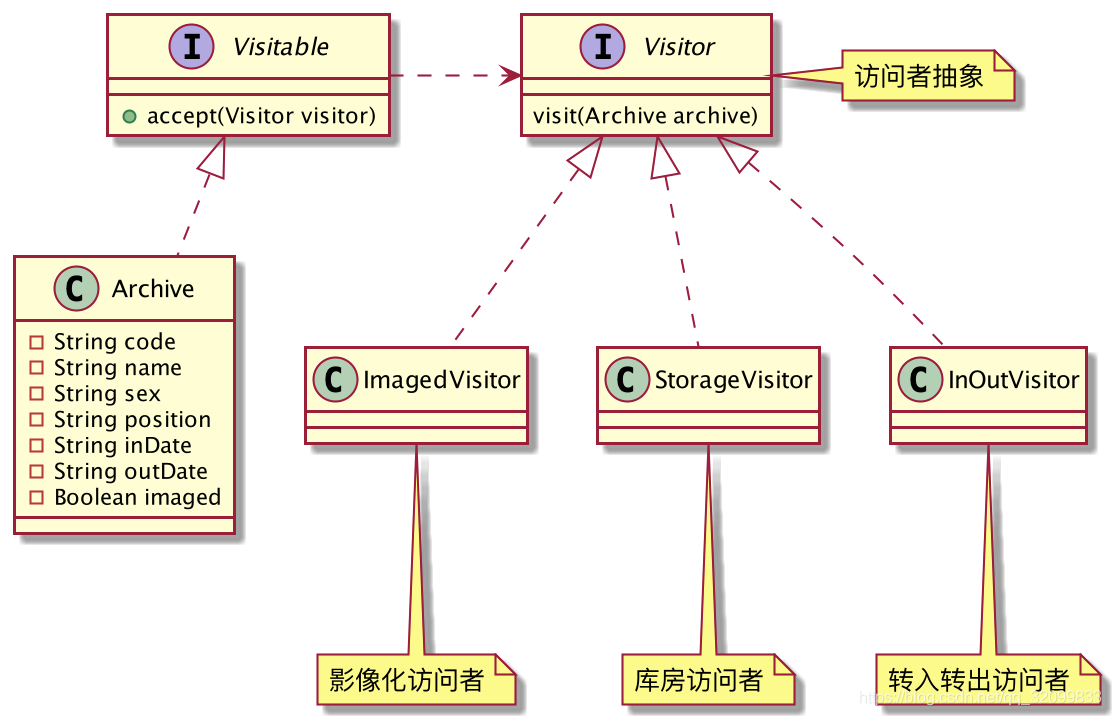 I Visitable
accept(Visitor visitor)
I Visitor
visit(Archive archive)
访问者抽象
C Archive
String code
String name
String sex
String position
String inDate
String outDate
Boolean imaged
C ImagedVisitor
C StorageVisitor
C InOutVisitor
影像化访问者
库房访问者
转入转出访问者
https://blog.csdn.net/qq_32099833